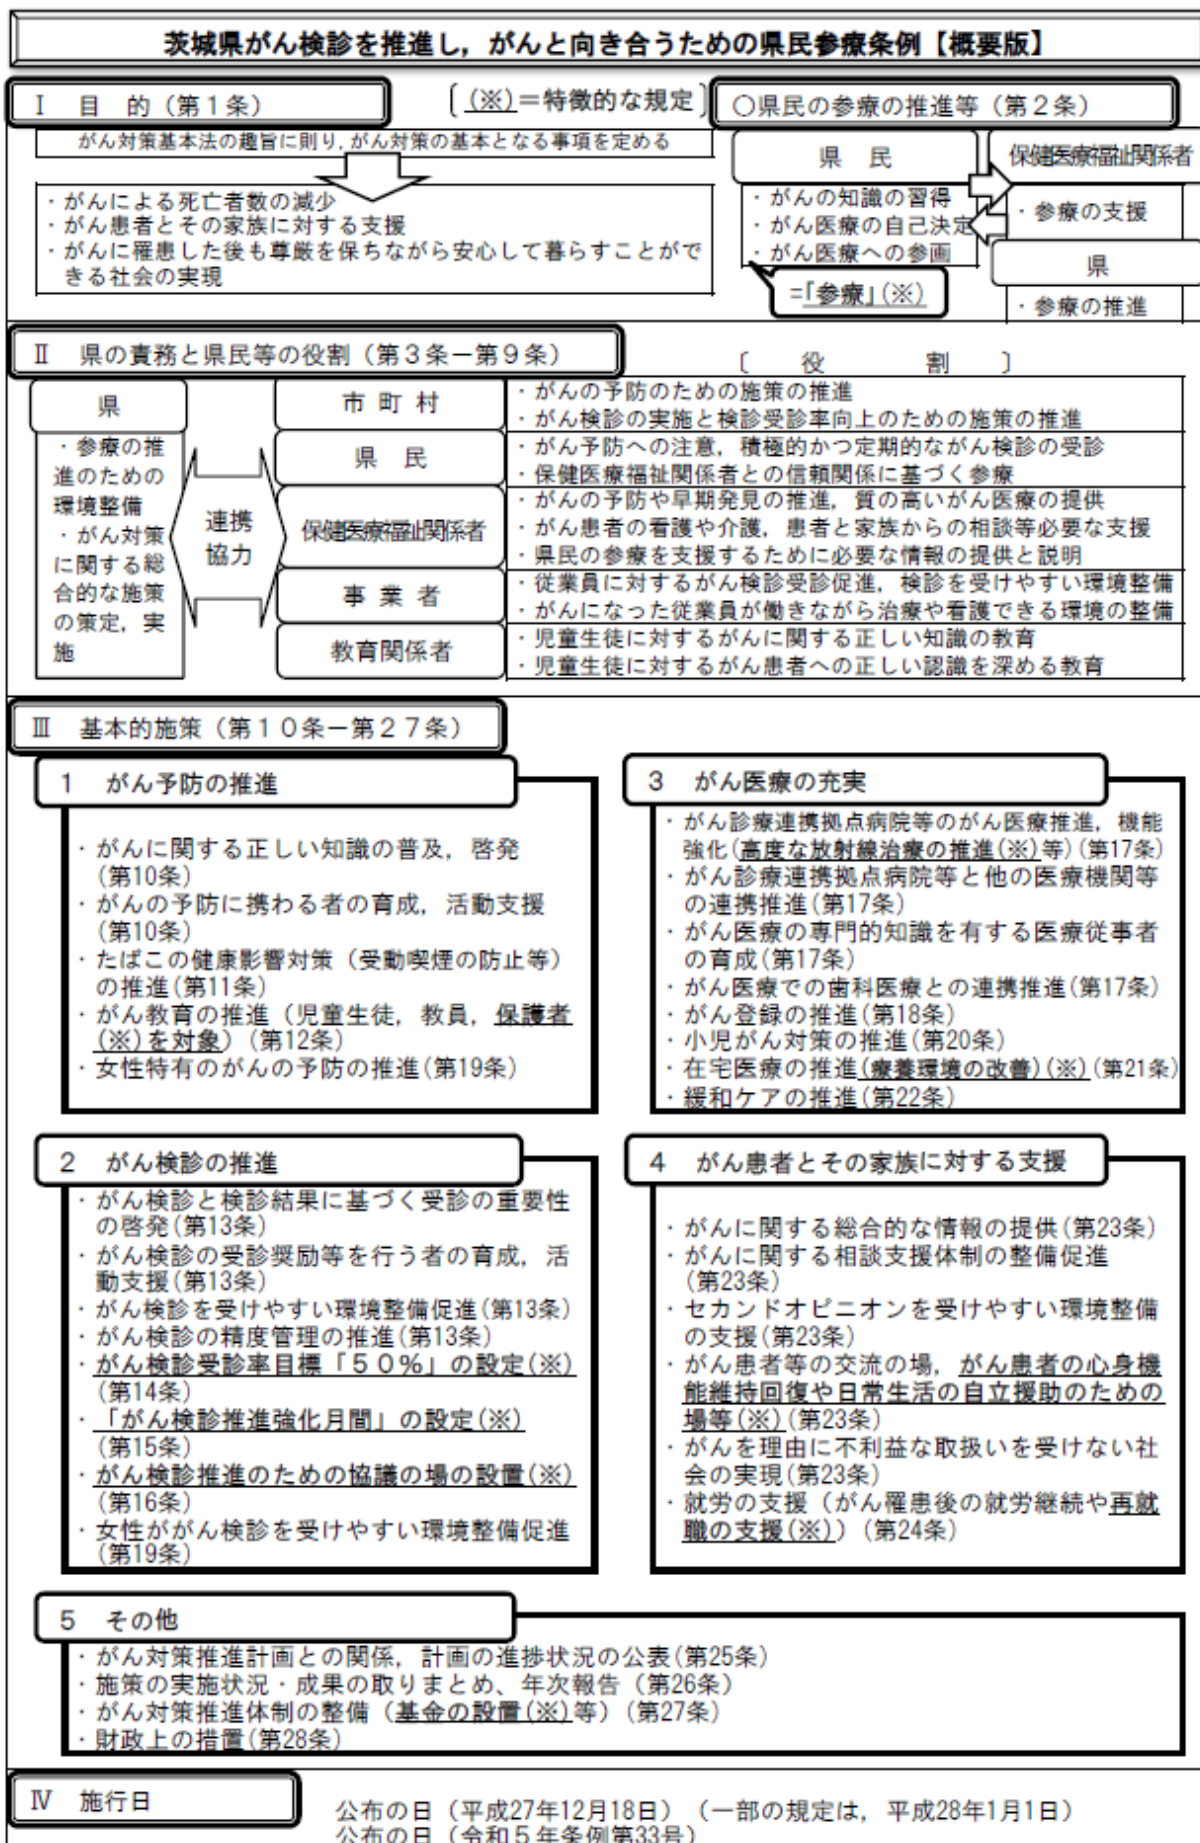 茨城県がん検診を推進し，がんと向き合うための県民参療条例【概要版】
Ⅰ　目　的（第１条）
〔（※）＝特徴的な規定〕
がん対策基本法の趣旨に則り，がん対策の基本となる事項を定める
・がんによる死亡者数の減少
・がん患者とその家族に対する支援
・がんに罹患した後も尊厳を保ちながら安心して暮らすことがで
きる社会の実現
○県民の参療の推進等（第２条）
県　民
・がんの知識の習得
・がん医療の自己決定
・がん医療への参画
＝「参療」（※）
保健医療福祉関係者
・参療の支援
県
・参療の推進
Ⅱ　県の責務と県民等の役割（第３条－第９条）
〔　役　割　〕
県
・参療の推
進のための
環境整備
・がん対策
に関する総
合的な施策
の策定，実
施
連携
協力
市 町 村
・がんの予防のための施策の推進
・がん検診の実施と検診受診率向上のための施策の推進
県　民
・がん予防への注意，積極的かつ定期的ながん検診の受診
・保健医療福祉関係者との信頼関係に基づく参療
保健医療福祉関係者
・がんの予防や早期発見の推進，質の高いがん医療の提供
・がん患者の看護や介護，患者と家族からの相談等必要な支援
・県民の参療を支援するために必要な情報の提供と説明
事 業 者
・従業員に対するがん検診受診促進，検診を受けやすい環境整備
・がんになった従業員が働きながら治療や看護できる環境の整備
教育関係者
・児童生徒に対するがんに関する正しい知識の教育
・児童生徒に対するがん患者への正しい認識を深める教育
Ⅲ　基本的施策（第１０条－第２７条）
１　がん予防の推進
・がんに関する正しい知識の普及，啓発
(第10条)
・がんの予防に携わる者の育成，活動支援
(第10条)
・たばこの健康影響対策（受動喫煙の防止等）
の推進(第11条)
・がん教育の推進（児童生徒，教員，保護者
(※)を対象）(第12条)
・女性特有のがんの予防の推進(第19条)
２　がん検診の推進
・がん検診と検診結果に基づく受診の重要性
の啓発(第13条)
・がん検診の受診奨励等を行う者の育成，活
動支援(第13条)
・がん検診を受けやすい環境整備促進(第13条)
・がん検診の精度管理の推進(第13条)
・がん検診受診率目標「５０％」の設定(※)
(第14条)
・「がん検診推進強化月間」の設定(※)
(第15条)
・がん検診推進のための協議の場の設置(※)
(第16条)
・女性ががん検診を受けやすい環境整備促進
(第19条)
３　がん医療の充実
・がん診療連携拠点病院等のがん医療推進，機能
強化(高度な放射線治療の推進(※)等)(第17条)
・がん診療連携拠点病院等と他の医療機関等
の連携推進(第17条)
・がん医療の専門的知識を有する医療従事者
の育成(第17条)
・がん医療での歯科医療との連携推進(第17条)
・がん登録の推進(第18条)
・小児がん対策の推進(第20条)
・在宅医療の推進(療養環境の改善)(※)(第21条)
・緩和ケアの推進(第22条)
４　がん患者とその家族に対する支援
・がんに関する総合的な情報の提供(第23条)
・がんに関する相談支援体制の整備促進
(第23条)
・セカンドオピニオンを受けやすい環境整備
の支援(第23条)
・がん患者等の交流の場，がん患者の心身機
能維持回復や日常生活の自立援助のための
場等(※)(第23条)
・がんを理由に不利益な取扱いを受けない社
会の実現(第23条)
・就労の支援（がん罹患後の就労継続や再就
職の支援(※)）(第24条)
５　その他
・がん対策推進計画との関係，計画の進捗状況の公表(第25条)
・施策の実施状況・成果の取りまとめ、年次報告（第26条）
・がん対策推進体制の整備（基金の設置(※)等）(第27条)
・財政上の措置(第28条)
Ⅳ　施行日
公布の日（平成27年12月18日）（一部の規定は，平成28年1月1日）
公布の日（令和５年条例第33号）